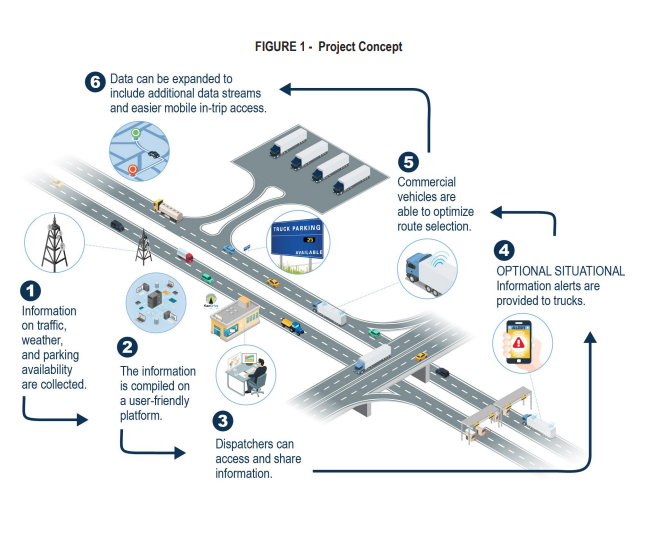 FIGURE 1 - Project Concept
6
Data can be expanded to
include additional data streams
and easier mobile in-trip access.
5
Commercial
vehicles are
able to optimize
route selection.
TRUCK PARKING
25
AVAILABLE
4
OPTIONAL SITUATIONAL
Information alerts are
provided to trucks.
ALERT
1
Information
on traffic,
weather,
and parking
availability
are collected.
2
The information
is compiled on
a user-friendly
platform.
3
Dispatchers can
access and share
information.